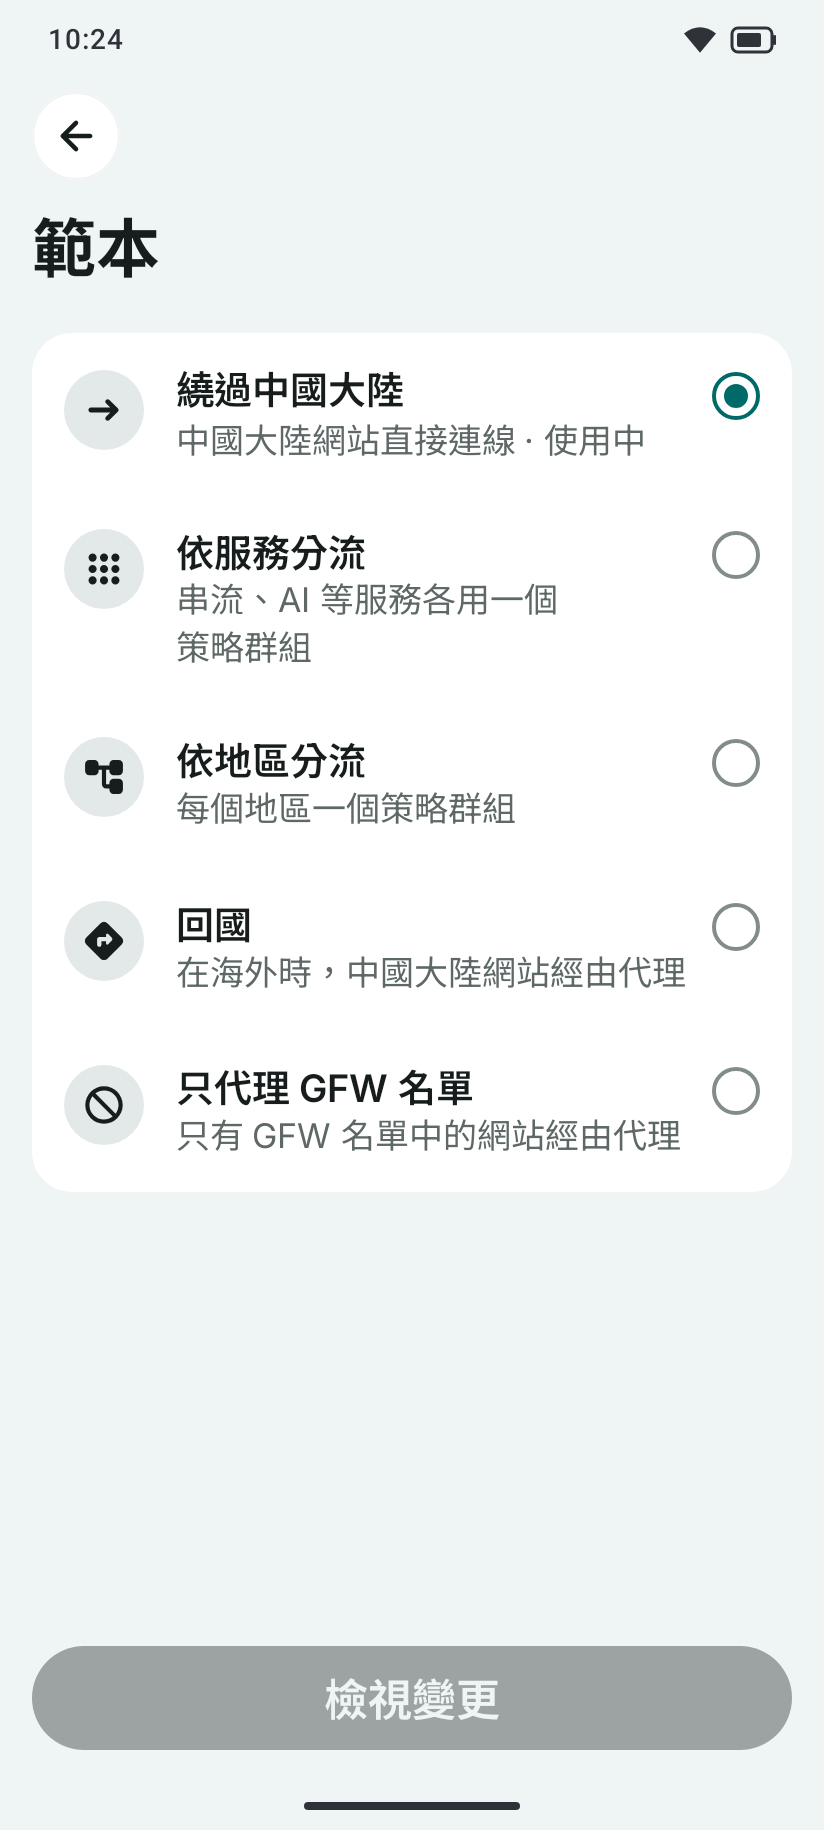 10:24
範本
繞過中國大陸
中國大陸網站直接連線 · 使用中
依服務分流
串流、AI 等服務各用一個
策略群組
依地區分流
每個地區一個策略群組
回國
在海外時，中國大陸網站經由代理
只代理 GFW 名單
只有 GFW 名單中的網站經由代理
檢視變更